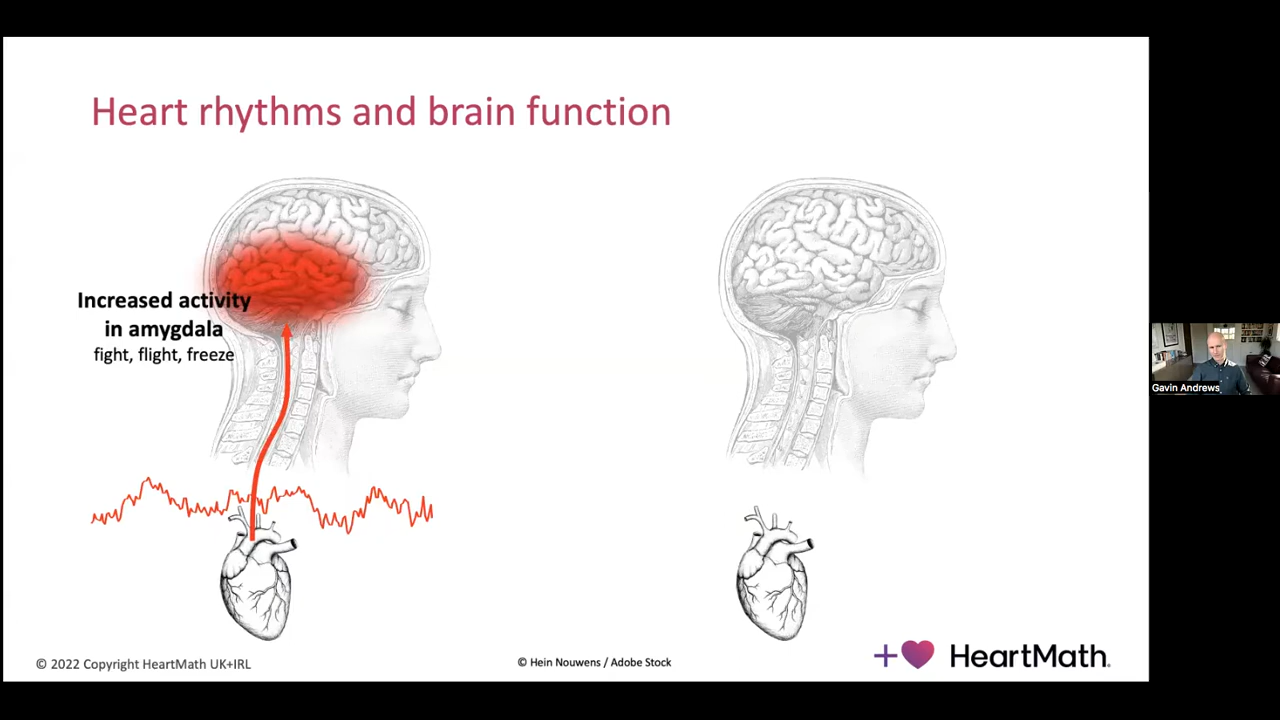 Heart rhythms and brain function
Increased activity
in amygdala
fight, flight, freeze
Gavin Andrews
© 2022 Copyright HeartMath UK+IRL
© Hein Nouwens / Adobe Stock
HeartMath.